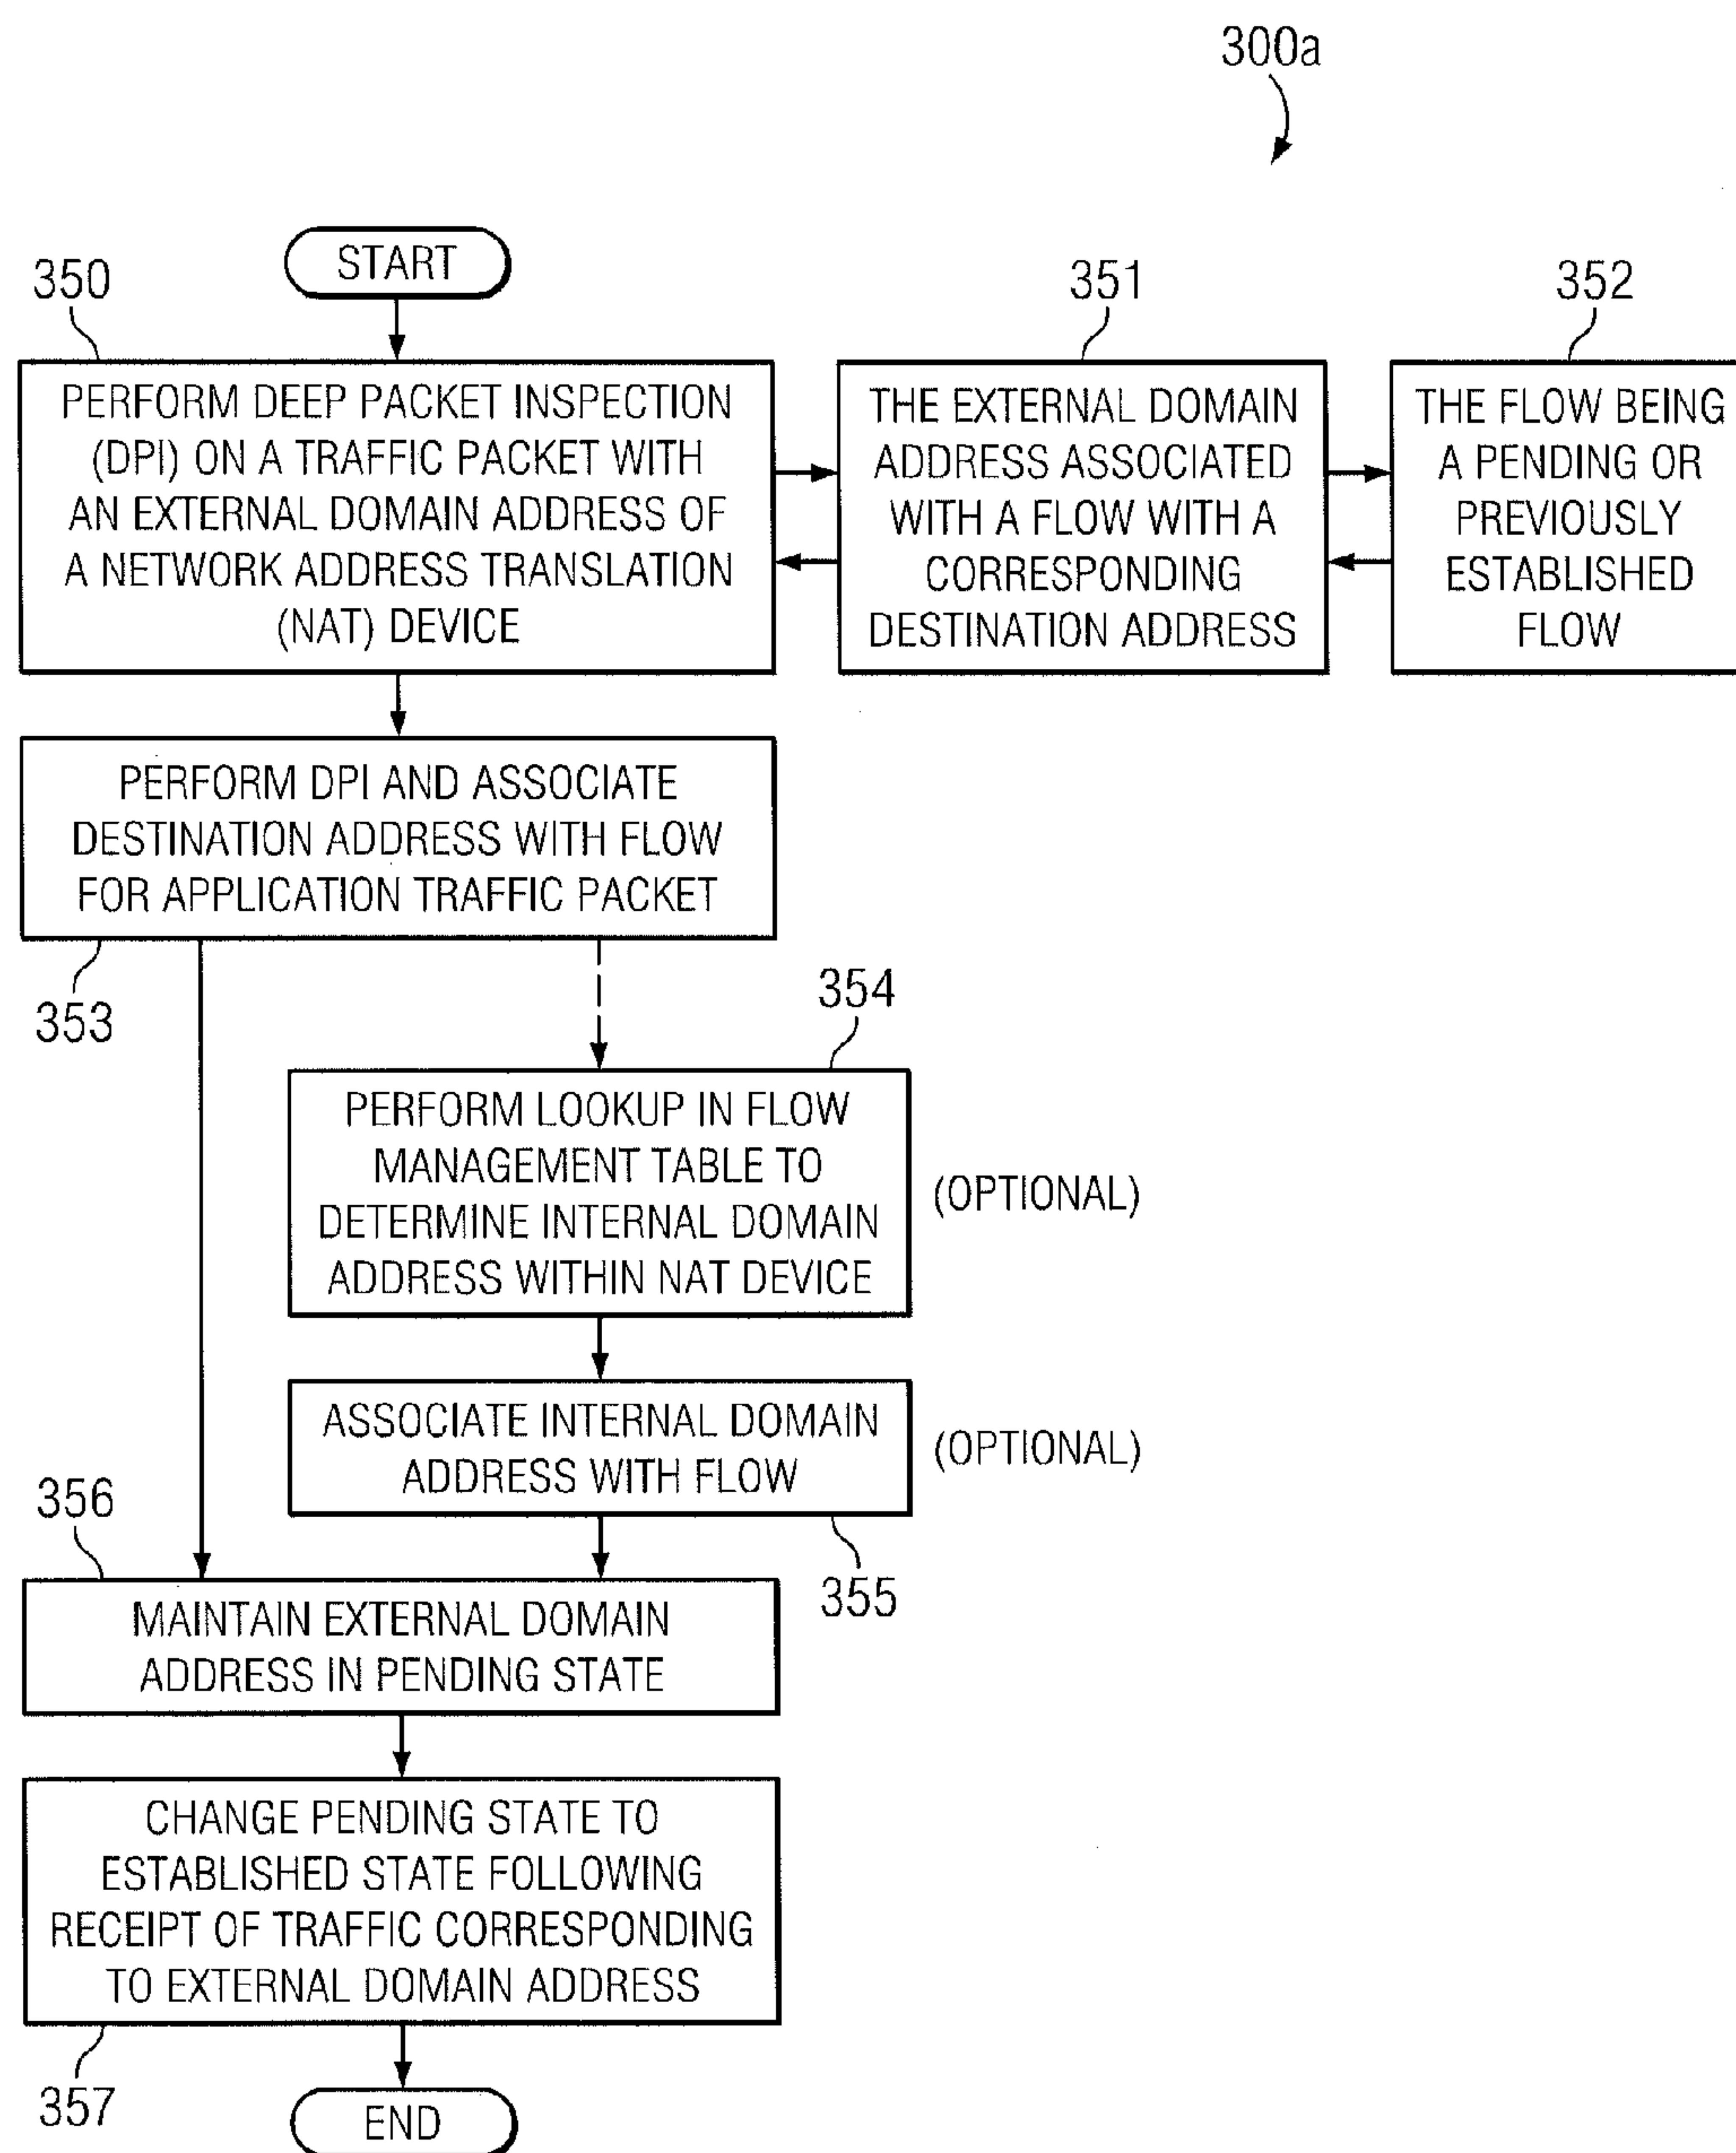 300a
START
350
PERFORM DEEP PACKET INSPECTION
(DPI) ON A TRAFFIC PACKET WITH
AN EXTERNAL DOMAIN ADDRESS OF
A NETWORK ADDRESS TRANSLATION
(NAT) DEVICE
351
THE EXTERNAL DOMAIN
ADDRESS ASSOCIATED
WITH A FLOW WITH A
CORRESPONDING
DESTINATION ADDRESS
352
THE FLOW BEING
A PENDING OR
PREVIOUSLY
ESTABLISHED
FLOW
PERFORM DPI AND ASSOCIATE
DESTINATION ADDRESS WITH FLOW
FOR APPLICATION TRAFFIC PACKET
353
354
PERFORM LOOKUP IN FLOW
MANAGEMENT TABLE TO
DETERMINE INTERNAL DOMAIN
ADDRESS WITHIN NAT DEVICE
(OPTIONAL)
ASSOCIATE INTERNAL DOMAIN
ADDRESS WITH FLOW
(OPTIONAL)
355
356
MAINTAIN EXTERNAL DOMAIN
ADDRESS IN PENDING STATE
CHANGE PENDING STATE TO
ESTABLISHED STATE FOLLOWING
RECEIPT OF TRAFFIC CORRESPONDING
TO EXTERNAL DOMAIN ADDRESS
357
END